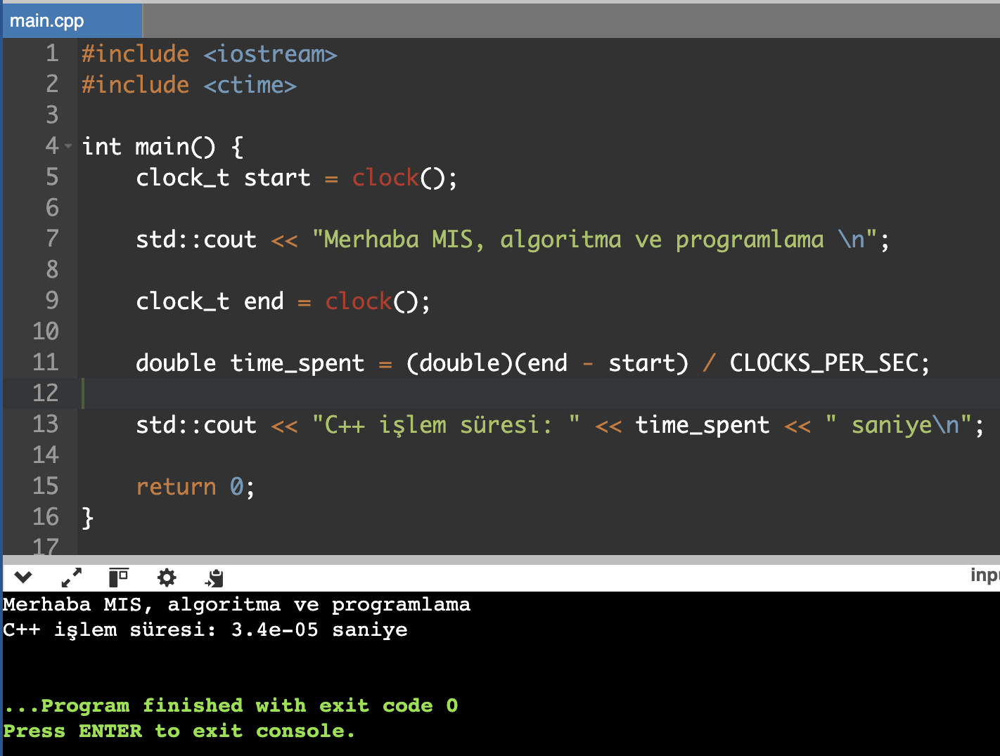 main.cpp
1 #include <iostream>
2 #include <ctime>
3
4 int main() {
5     clock_t start = clock();
6
7     std::cout << "Merhaba MIS, algoritma ve programlama \n";
8
9     clock_t end = clock();
10
11     double time_spent = (double)(end - start) / CLOCKS_PER_SEC;
12
13     std::cout << "C++ işlem süresi: " << time_spent << " saniye\n";
14
15     return 0;
16 }
17
inpu
Merhaba MIS, algoritma ve programlama
C++ işlem süresi: 3.4e-05 saniye
...Program finished with exit code 0
Press ENTER to exit console.